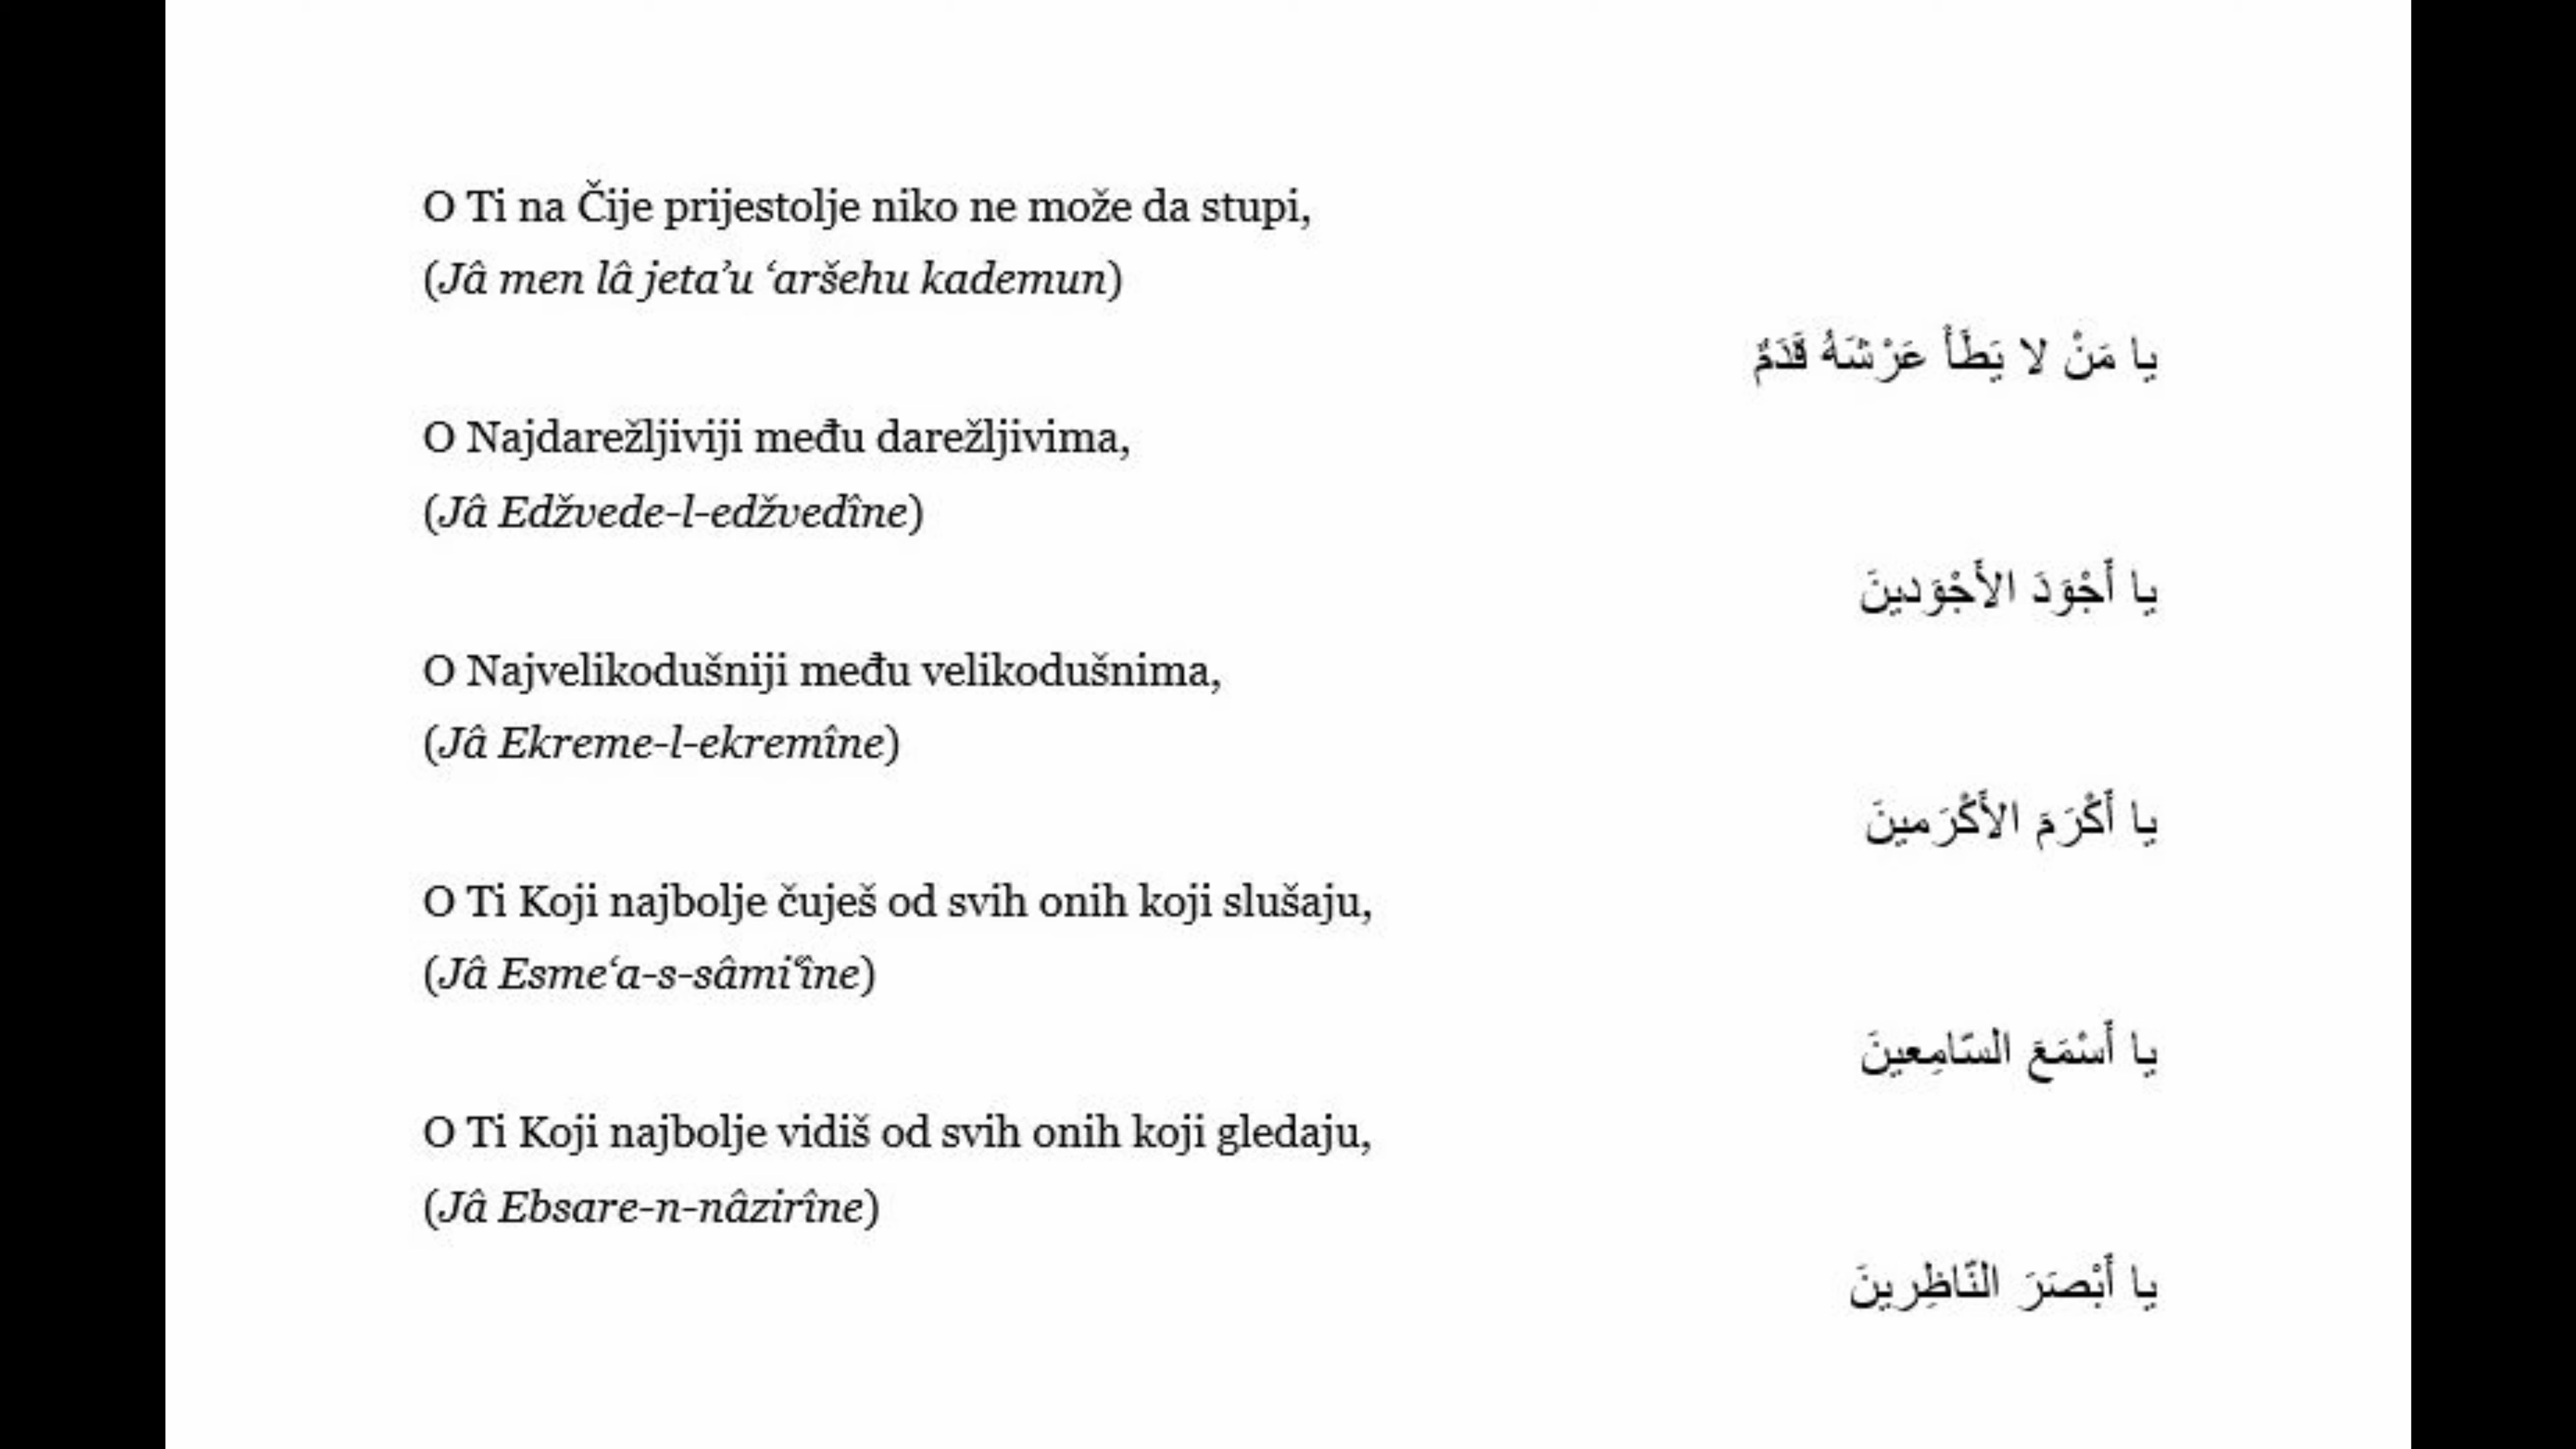 O Ti na Čije prijestolje niko ne može da stupi,
(Jâ men lâ jeta’u ‘aršehu kademun)
يا مَنْ لا يَطَأُ عَرْشَهُ قَدَمٌ
O Najdarežljiviji među darežljivima,
(Jâ Edžvede-l-edžvedîne)
يا أَجْوَدَ الأَجْوَدينَ
O Najvelikodušniji među velikodušnima,
(Jâ Ekreme-l-ekremîne)
يا أَكْرَمَ الأَكْرَمينَ
O Ti Koji najbolje čuješ od svih onih koji slušaju,
(Jâ Esme‘a-s-sâmi‘îne)
يا أَسْمَعَ السّامِعينَ
O Ti Koji najbolje vidiš od svih onih koji gledaju,
(Jâ Ebsare-n-nâzirîne)
يا أَبْصَرَ النّاظِرينَ